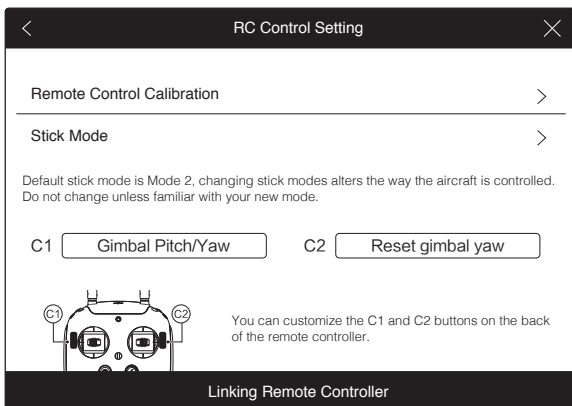 RC Control Setting
Remote Control Calibration
Stick Mode
Default stick mode is Mode 2, changing stick modes alters the way the aircraft is controlled.
Do not change unless familiar with your new mode.
C1 Gimbal Pitch/Yaw C2 Reset gimbal yaw
C1 C2
You can customize the C1 and C2 buttons on the back
of the remote controller.
Linking Remote Controller